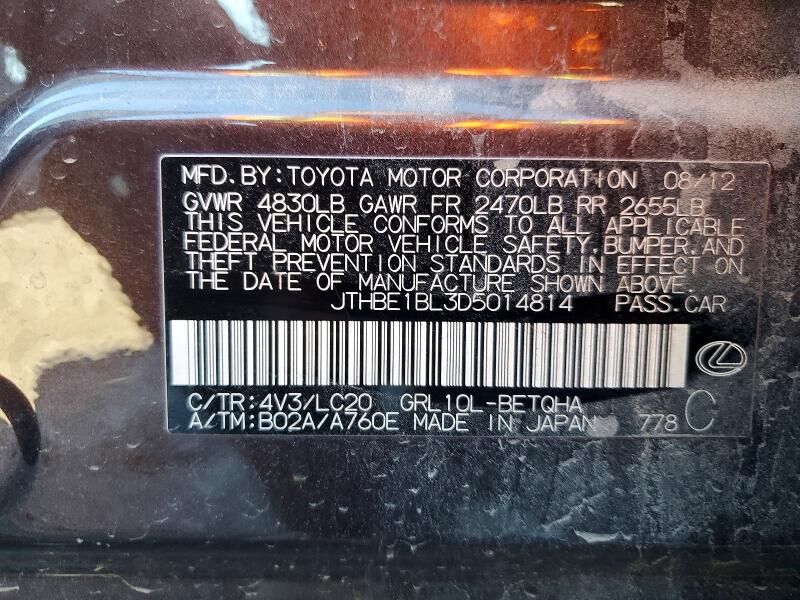 MFD.BY:TOYOTA MOTOR CORPORATION 08/12
GVWR 4830LB GAWR FR 2470LB RR 2655LB
THIS VEHICLE CONFORMS TO ALL APPLICABLE
FEDERAL MOTOR VEHICLE SAFETY,BUMPER,AND
THEFT PREVENTION STANDARDS IN EFFECT ON
THE DATE OF MANUFACTURE SHOWN ABOVE.
JTHBE1BL3D5014814 PASS.CAR
C/TR:4V3/LC20 GRL10L-BETQHA
A/TM:B02A/A760E MADE IN JAPAN 778 C